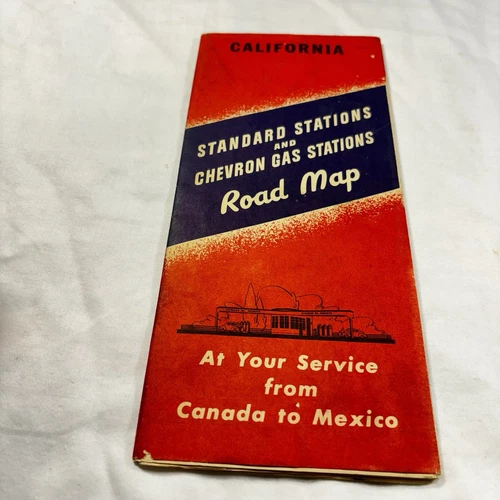 CALIFORNIA
STANDARD STATIONS
AND
CHEVRON GAS STATIONS
Road Map
At Your Service
from
Canada to Mexico